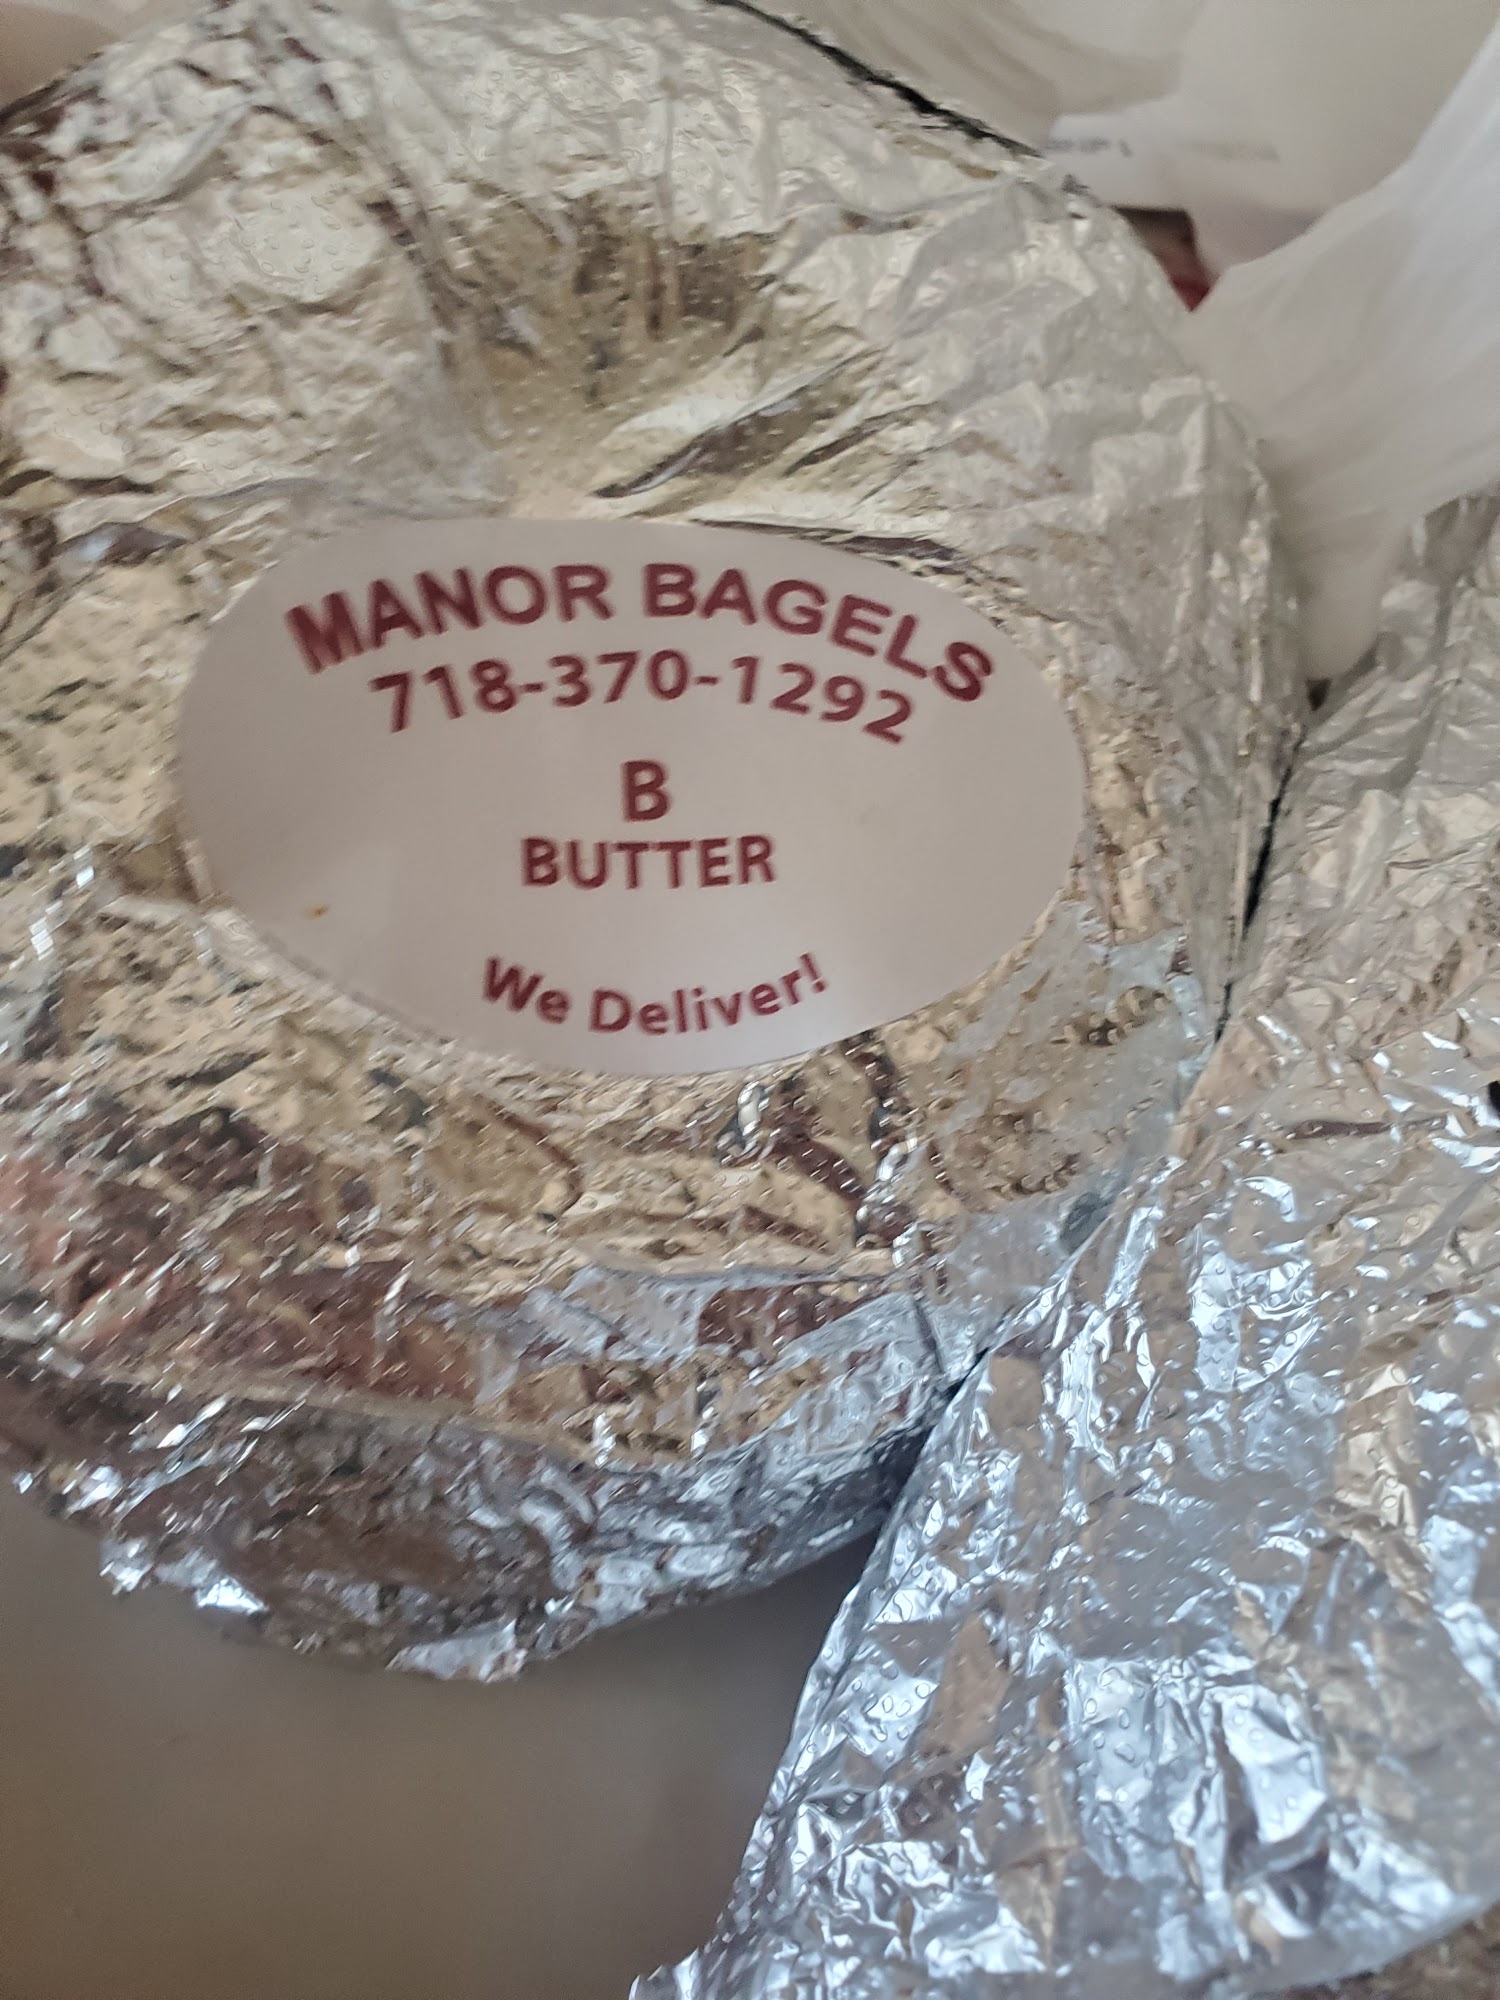 MANOR BAGELS
718-370-1292
B
BUTTER
We Deliver!